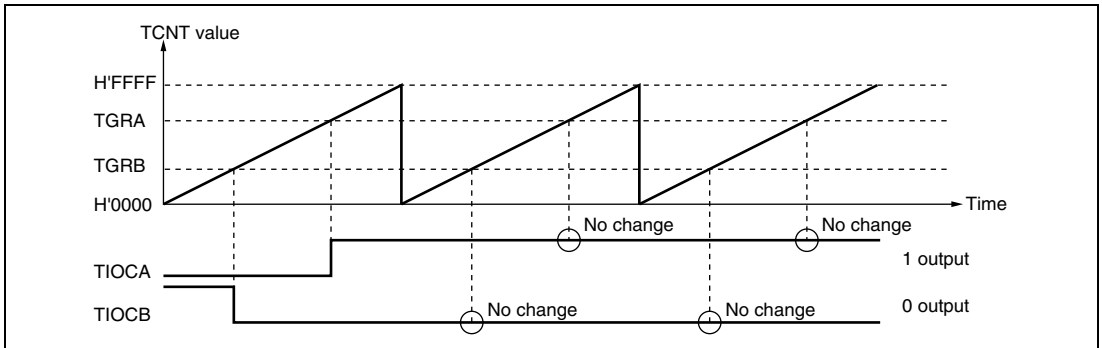 TCNT value
H'FFFF
TGRA
TGRB
H'0000
Time
No change
No change
1 output
TIOCA
No change
No change
0 output
TIOCB